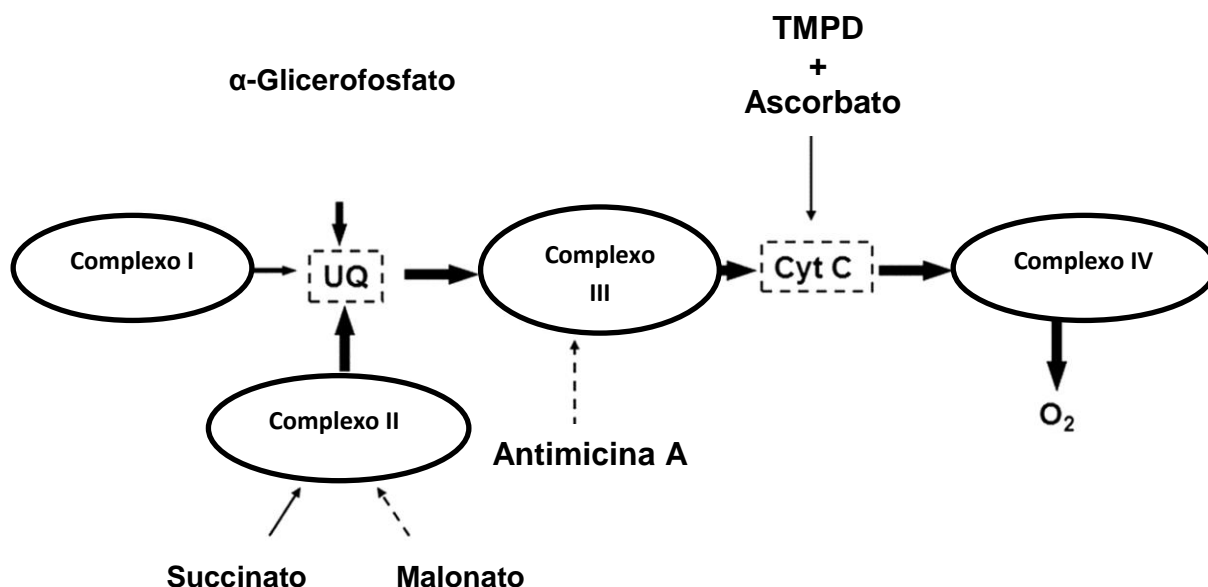 TMPD
+
Ascorbato
α-Glicerofosfato
Complexo I
UQ
Complexo
III
Cyt C
Complexo IV
Complexo II
O₂
Antimicina A
Succinato
Malonato